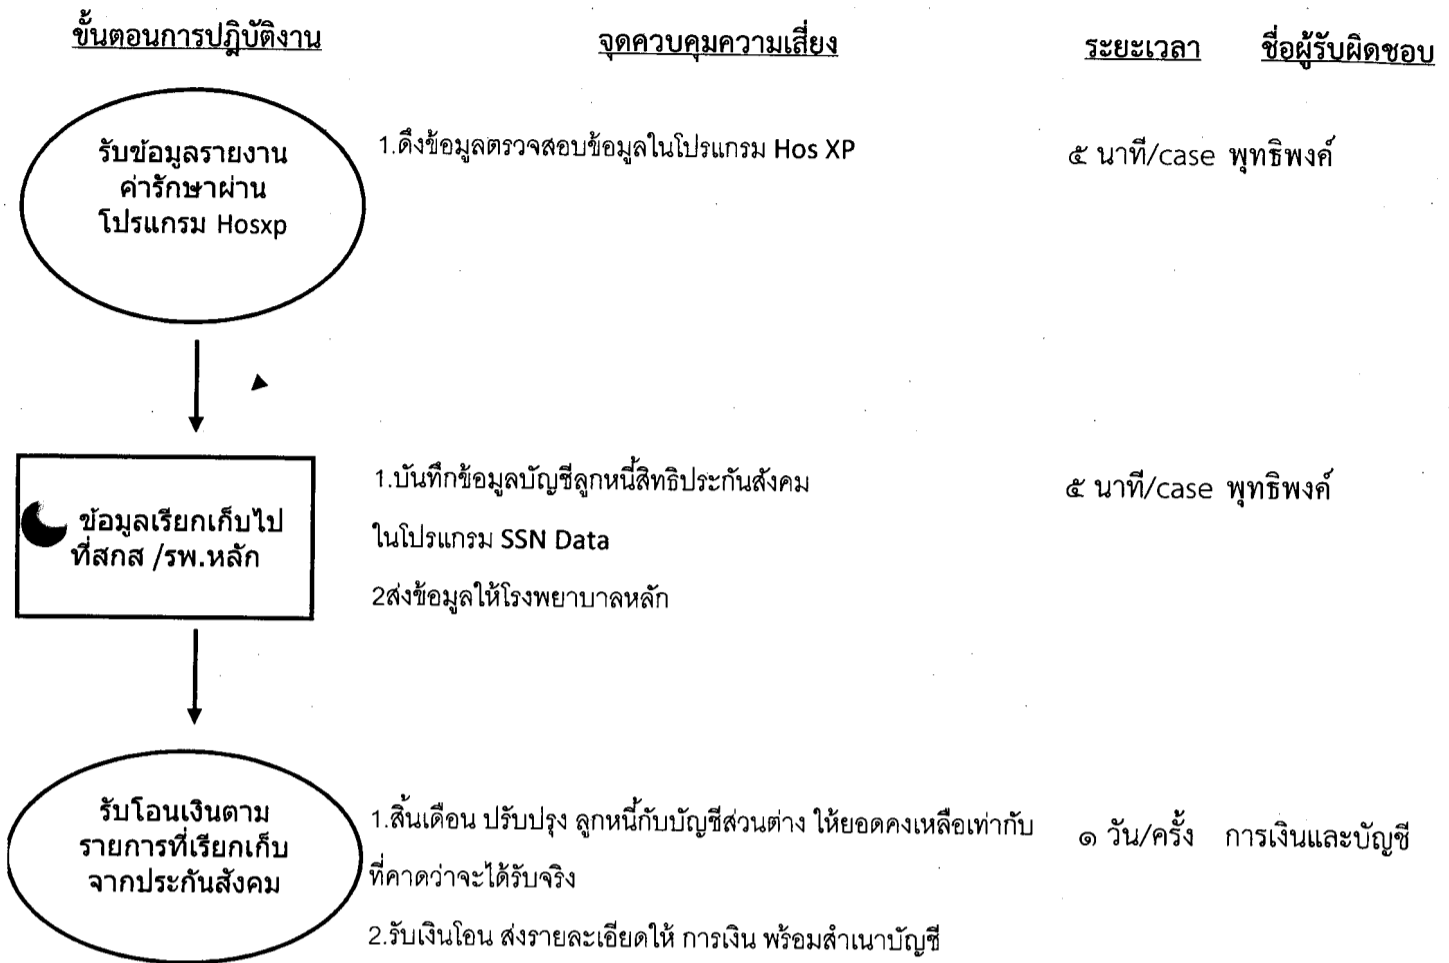 ขั้นตอนการปฎิบัติงาน จุดควบคุมความเสี่ยง ระยะเวลา ชื่อผู้รับผิดชอบ
รับข้อมูลรายงาน
ค่ารักษาผ่าน
โปรแกรม Hosxp
1.ดึงข้อมูลตรวจสอบข้อมูลในโปรแกรม Hos XP
๕ นาที/case พุทธิพงค์
ข้อมูลเรียกเก็บไป
ที่สกส /รพ.หลัก
1.บันทึกข้อมูลบัญชีลูกหนี้สิทธิประกันสังคม
ในโปรแกรม SSN Data
2ส่งข้อมูลให้โรงพยาบาลหลัก
๕ นาที/case พุทธิพงค์
รับโอนเงินตาม
รายการที่เรียกเก็บ
จากประกันสังคม
1.สิ้นเดือน ปรับปรุง ลูกหนี้กับบัญชีส่วนต่าง ให้ยอดคงเหลือเท่ากับ
ที่คาดว่าจะได้รับจริง
2.รับเงินโอน ส่งรายละเอียดให้ การเงิน พร้อมสำเนาบัญชี
๑ วัน/ครั้ง การเงินและบัญชี